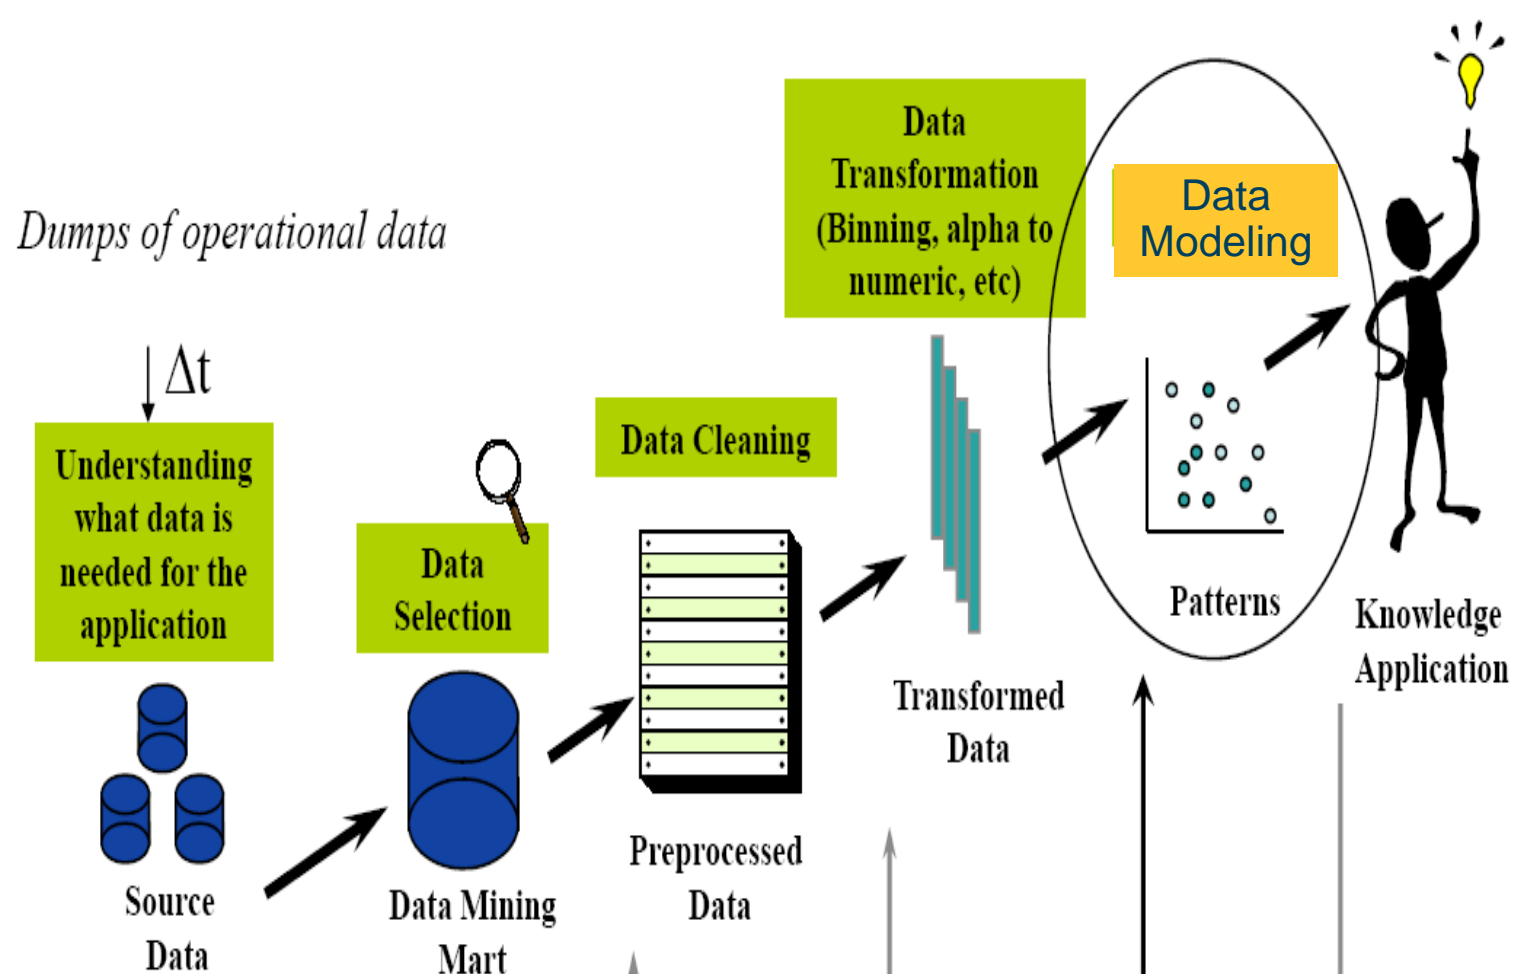 Dumps of operational data
Δt
Understanding
what data is
needed for the
application
Source
Data
Data
Selection
Data Mining
Mart
Data Cleaning
Preprocessed
Data
Data
Transformation
(Binning, alpha to
numeric, etc)
Transformed
Data
Data
Modeling
Patterns
Knowledge
Application